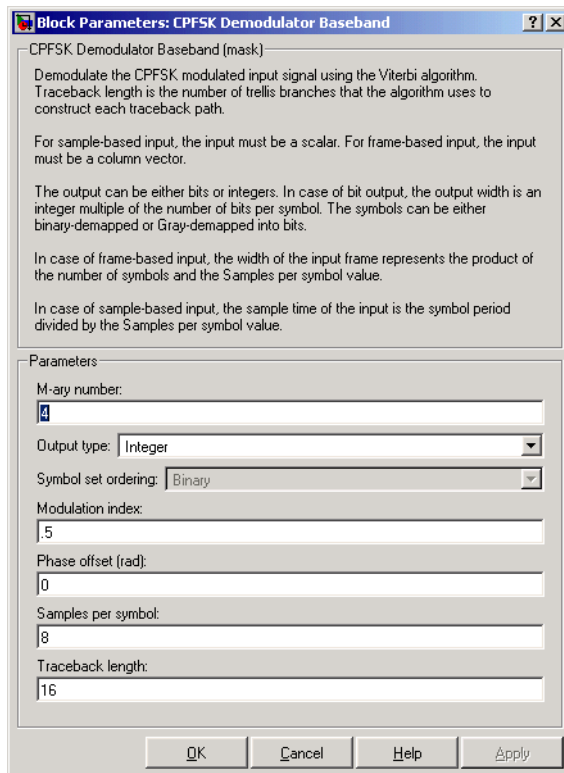 Block Parameters: CPFSK Demodulator Baseband
CPFSK Demodulator Baseband (mask)
Demodulate the CPFSK modulated input signal using the Viterbi algorithm.
Traceback length is the number of trellis branches that the algorithm uses to
construct each traceback path.
For sample-based input, the input must be a scalar. For frame-based input, the input
must be a column vector.
The output can be either bits or integers. In case of bit output, the output width is an
integer multiple of the number of bits per symbol. The symbols can be either
binary-demapped or Gray-demapped into bits.
In case of frame-based input, the width of the input frame represents the product of
the number of symbols and the Samples per symbol value.
In case of sample-based input, the sample time of the input is the symbol period
divided by the Samples per symbol value.
Parameters
M-ary number:
4
Output type: Integer
Symbol set ordering: Binary
Modulation index:
.5
Phase offset (rad):
0
Samples per symbol:
8
Traceback length:
16
OK Cancel Help Apply